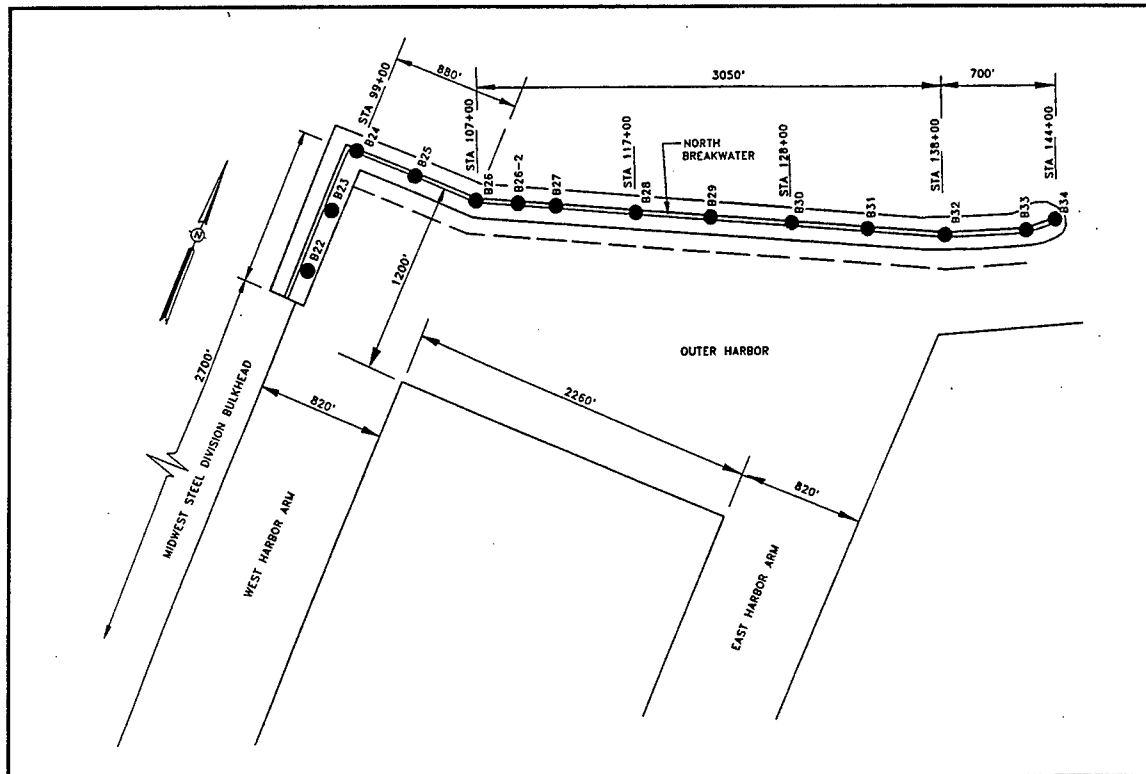 880'
3050'
700'
STA 99+00
STA 107+00
STA 117+00
STA 128+00
STA 138+00
STA 144+00
NORTH
BREAKWATER
B24
B25
B26
B26-2
B27
B28
B29
B30
B31
B32
B33
B34
B23
B22
N
1200'
2700'
OUTER HARBOR
820'
2260'
820'
MIDWEST STEEL DIVISION BULKHEAD
WEST HARBOR ARM
EAST HARBOR ARM